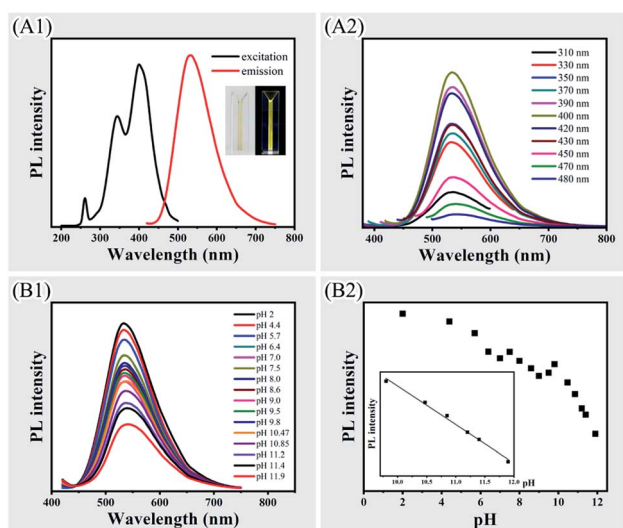 (A1)
PL intensity
excitation
emission
200 300 400 500 600 700 800
Wavelength (nm)
(A2)
PL intensity
310 nm
330 nm
350 nm
370 nm
390 nm
400 nm
420 nm
430 nm
450 nm
470 nm
480 nm
400 500 600 700 800
Wavelength (nm)
(B1)
PL intensity
pH 2
pH 4.4
pH 5.7
pH 6.4
pH 7.0
pH 7.5
pH 8.0
pH 8.6
pH 9.0
pH 9.5
pH 9.8
pH 10.47
pH 10.85
pH 11.2
pH 11.4
pH 11.9
400 500 600 700 800
Wavelength (nm)
(B2)
PL intensity
PL intensity
10.0 10.5 11.0 11.5 12.0
pH
0 2 4 6 8 10 12
pH